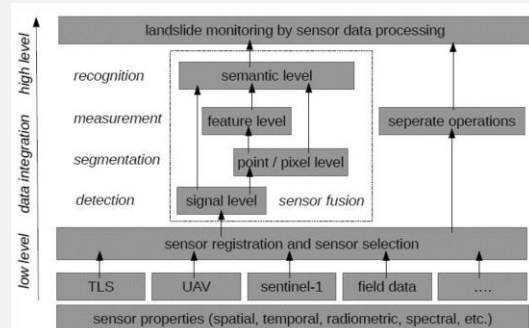 landslide monitoring by sensor data processing
high level
recognition
semantic level
measurement
feature level
seperate operations
data integration
segmentation
point / pixel level
detection
signal level
sensor fusion
low level
sensor registration and sensor selection
TLS
UAV
sentinel-1
field data
....
sensor properties (spatial, temporal, radiometric, spectral, etc.)